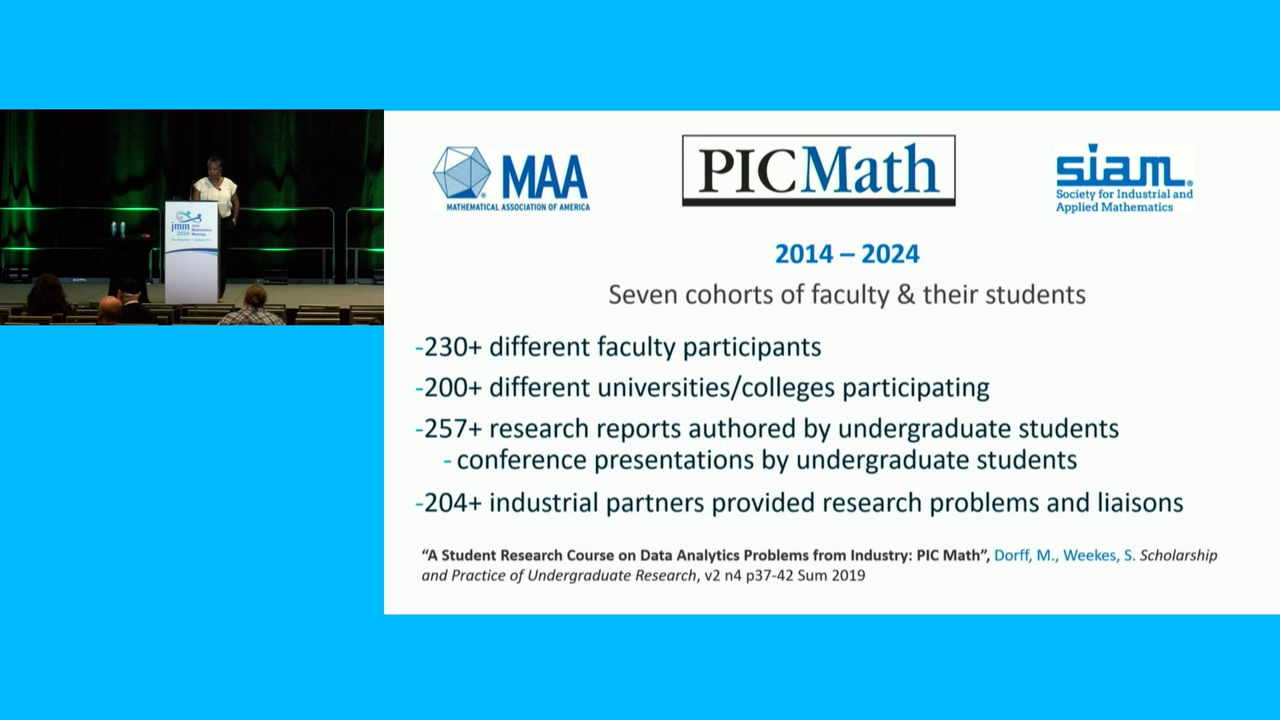 jmm
2024
MAA
MATHEMATICAL ASSOCIATION OF AMERICA
PICMath
siam
Society for Industrial and
Applied Mathematics
2014 – 2024
Seven cohorts of faculty & their students
-230+ different faculty participants
-200+ different universities/colleges participating
-257+ research reports authored by undergraduate students
- conference presentations by undergraduate students
-204+ industrial partners provided research problems and liaisons
“A Student Research Course on Data Analytics Problems from Industry: PIC Math”, Dorff, M., Weekes, S. Scholarship
and Practice of Undergraduate Research, v2 n4 p37-42 Sum 2019